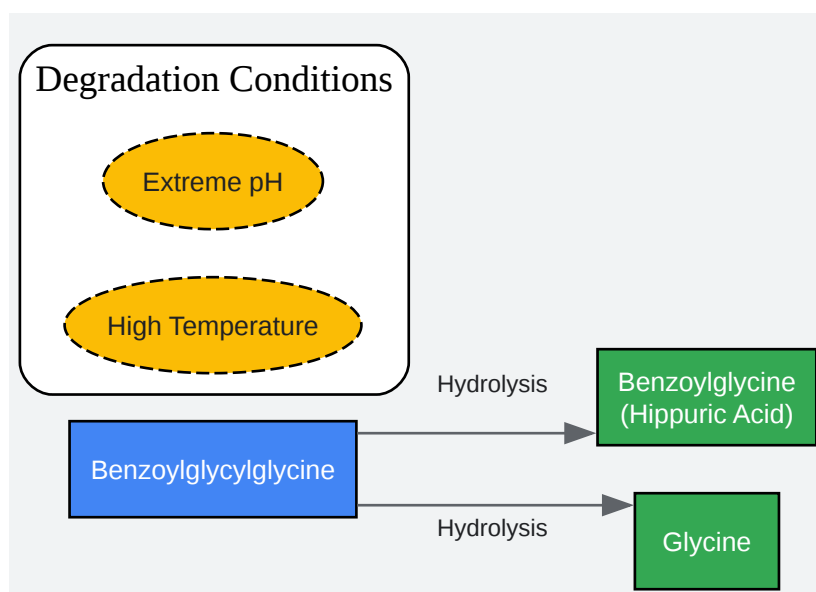 Degradation Conditions
Extreme pH
High Temperature
Hydrolysis
Benzoylglycine
(Hippuric Acid)
Benzoylglycylglycine
Hydrolysis
Glycine